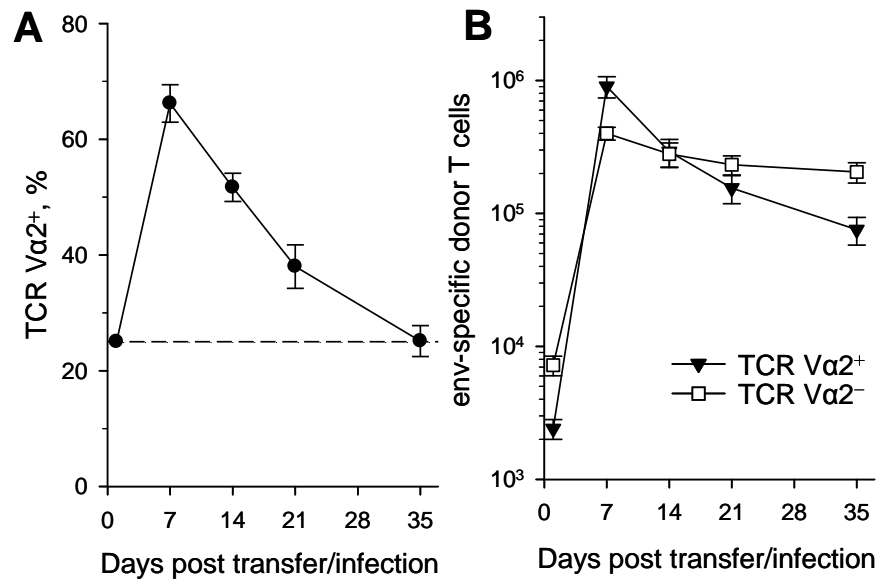 A
TCR Vα2⁺, %
80
60
40
20
0
0 7 14 21 28 35
Days post transfer/infection
B
env-specific donor T cells
10⁶
10⁵
10⁴
10³
TCR Vα2⁺
TCR Vα2⁻
0 7 14 21 28 35
Days post transfer/infection